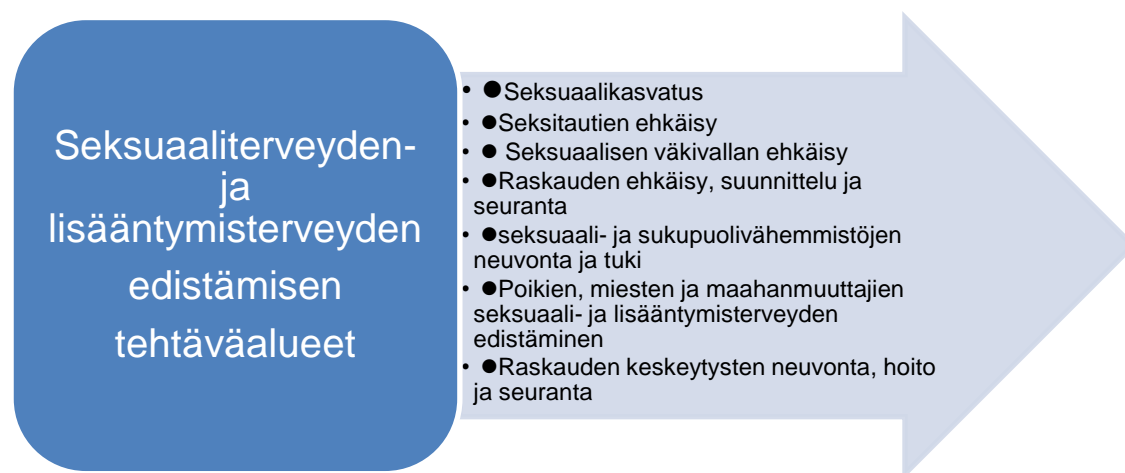 Seksuaaliterveyden-
ja
lisääntymisterveyden
edistämisen
tehtäväalueet
• ●Seksuaalikasvatus
• ●Seksitautien ehkäisy
• ● Seksuaalisen väkivallan ehkäisy
• ●Raskauden ehkäisy, suunnittelu ja
seuranta
• ●seksuaali- ja sukupuolivähemmistöjen
neuvonta ja tuki
• ●Poikien, miesten ja maahanmuuttajien
seksuaali- ja lisääntymisterveyden
edistäminen
• ●Raskauden keskeytysten neuvonta, hoito
ja seuranta